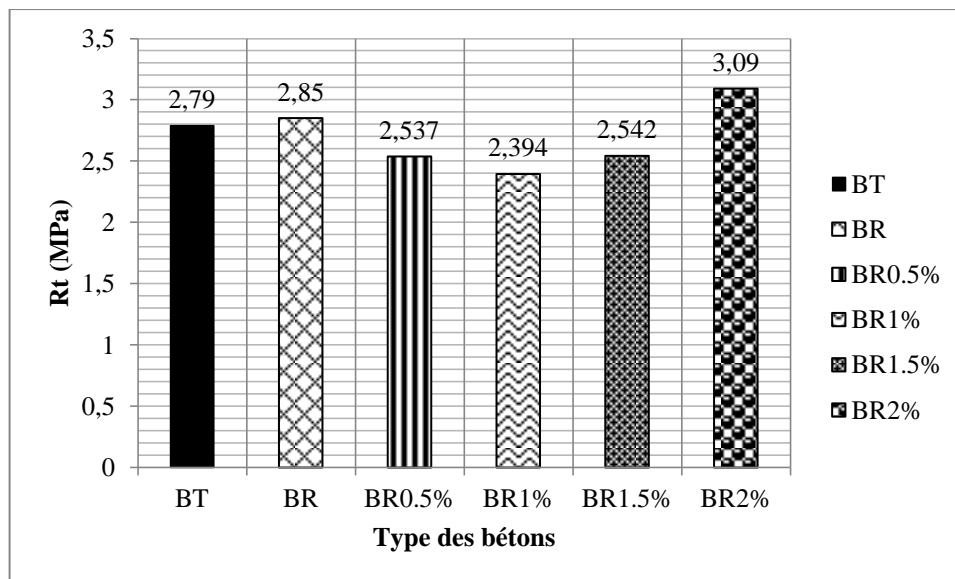 3,5
3
2,5
2
1,5
1
0,5
0
Rt (MPa)
2,79
2,85
2,537
2,394
2,542
3,09
BT
BR
BR0.5%
BR1%
BR1.5%
BR2%
Type des bétons
BT
BR
BR0.5%
BR1%
BR1.5%
BR2%